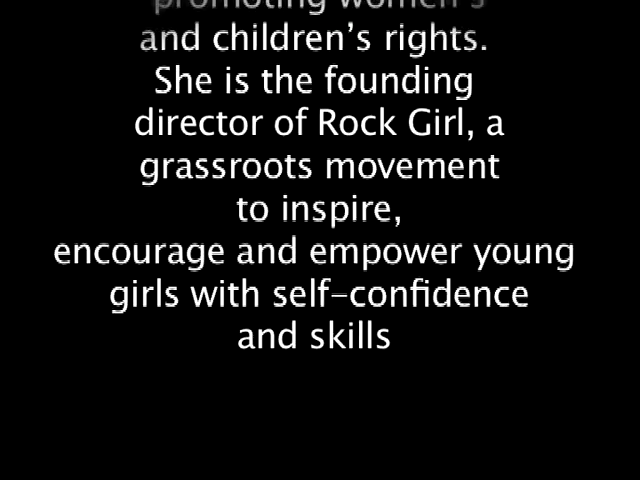 promoting women's
and children’s rights.
She is the founding
director of Rock Girl, a
grassroots movement
to inspire,
encourage and empower young
girls with self-confidence
and skills